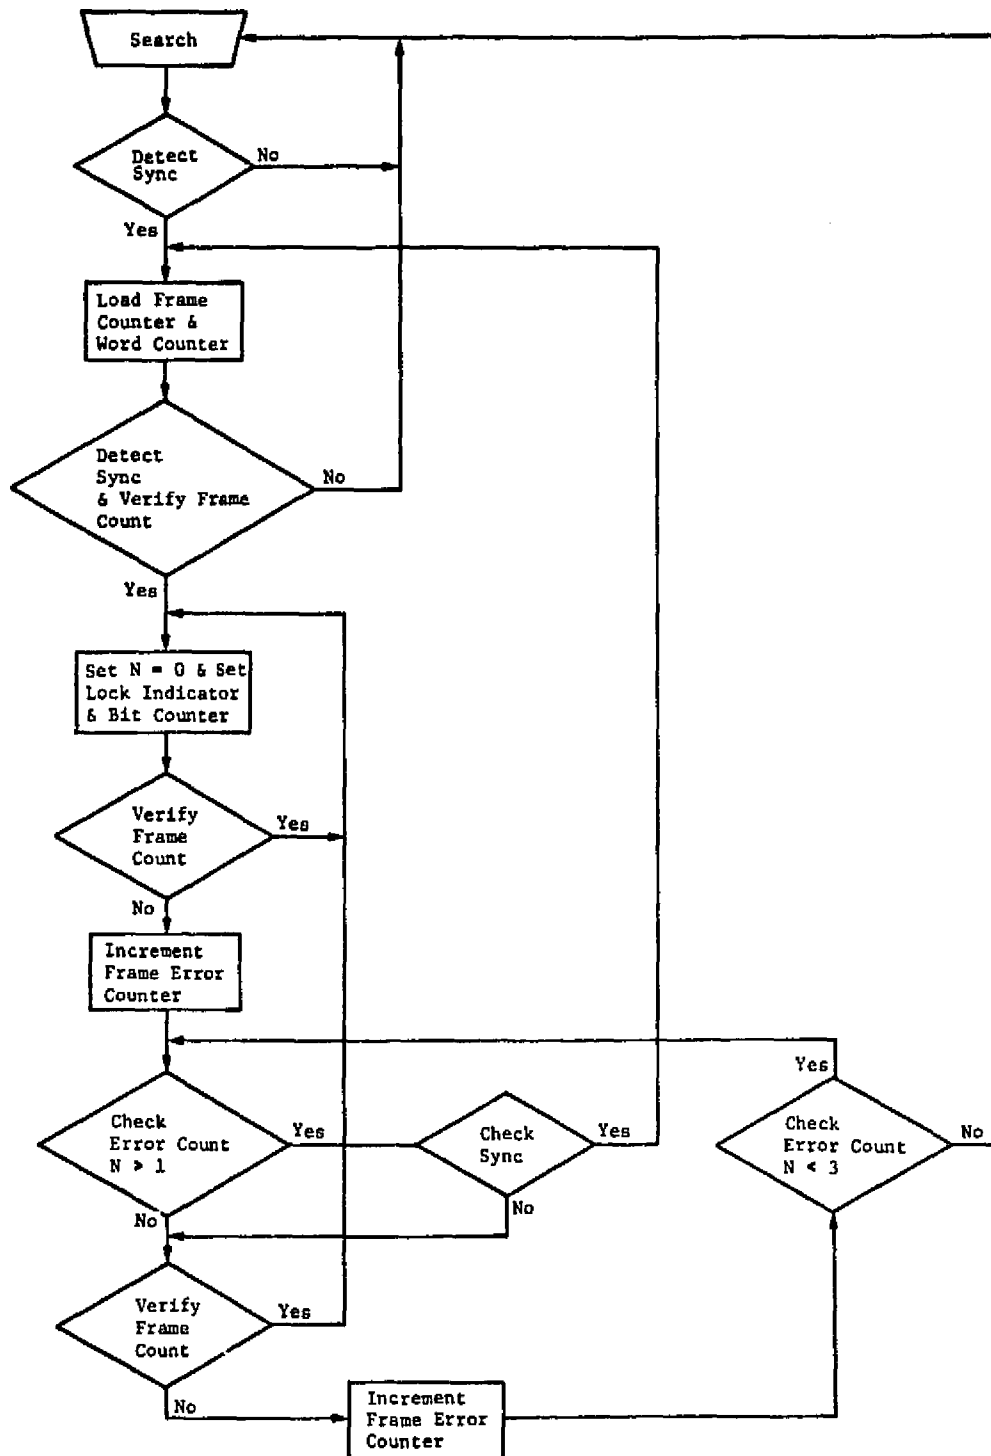 Search
Detect
Sync
No
Yes
Load Frame
Counter &
Word Counter
Detect
Sync
& Verify Frame
Count
No
Yes
Set N = 0 & Set
Lock Indicator
& Bit Counter
Verify
Frame
Count
Yes
No
Increment
Frame Error
Counter
Check
Error Count
N > 1
Yes
No
Check
Sync
Yes
No
Yes
Check
Error Count
N < 3
No
Verify
Frame
Count
Yes
No
Increment
Frame Error
Counter